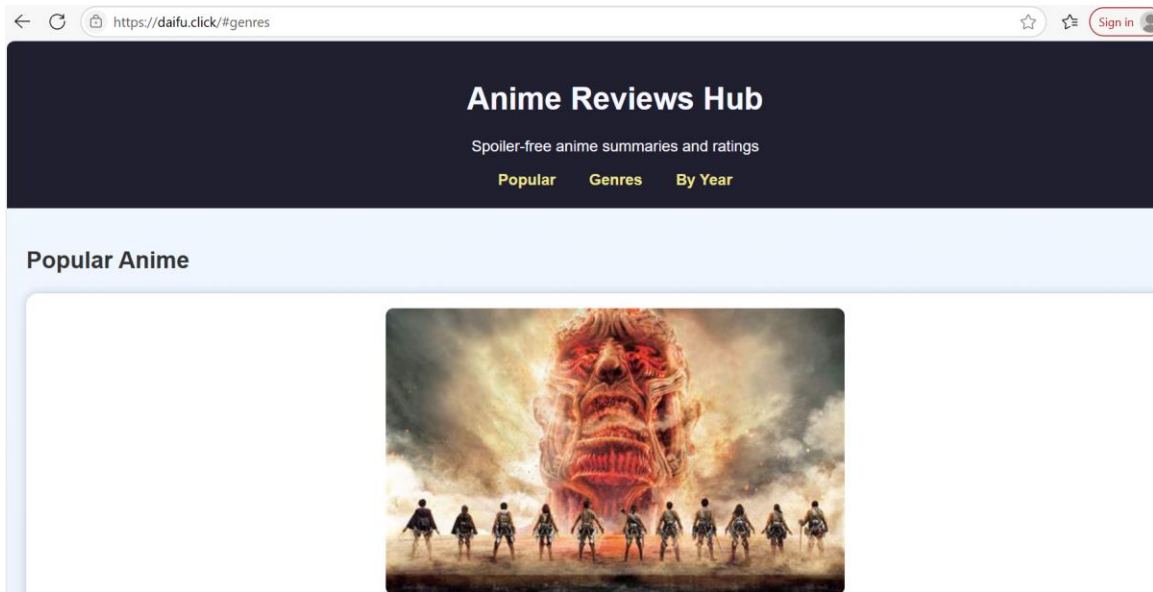 https://daifu.click/#genres
Sign in
Anime Reviews Hub
Spoiler-free anime summaries and ratings
Popular Genres By Year
Popular Anime